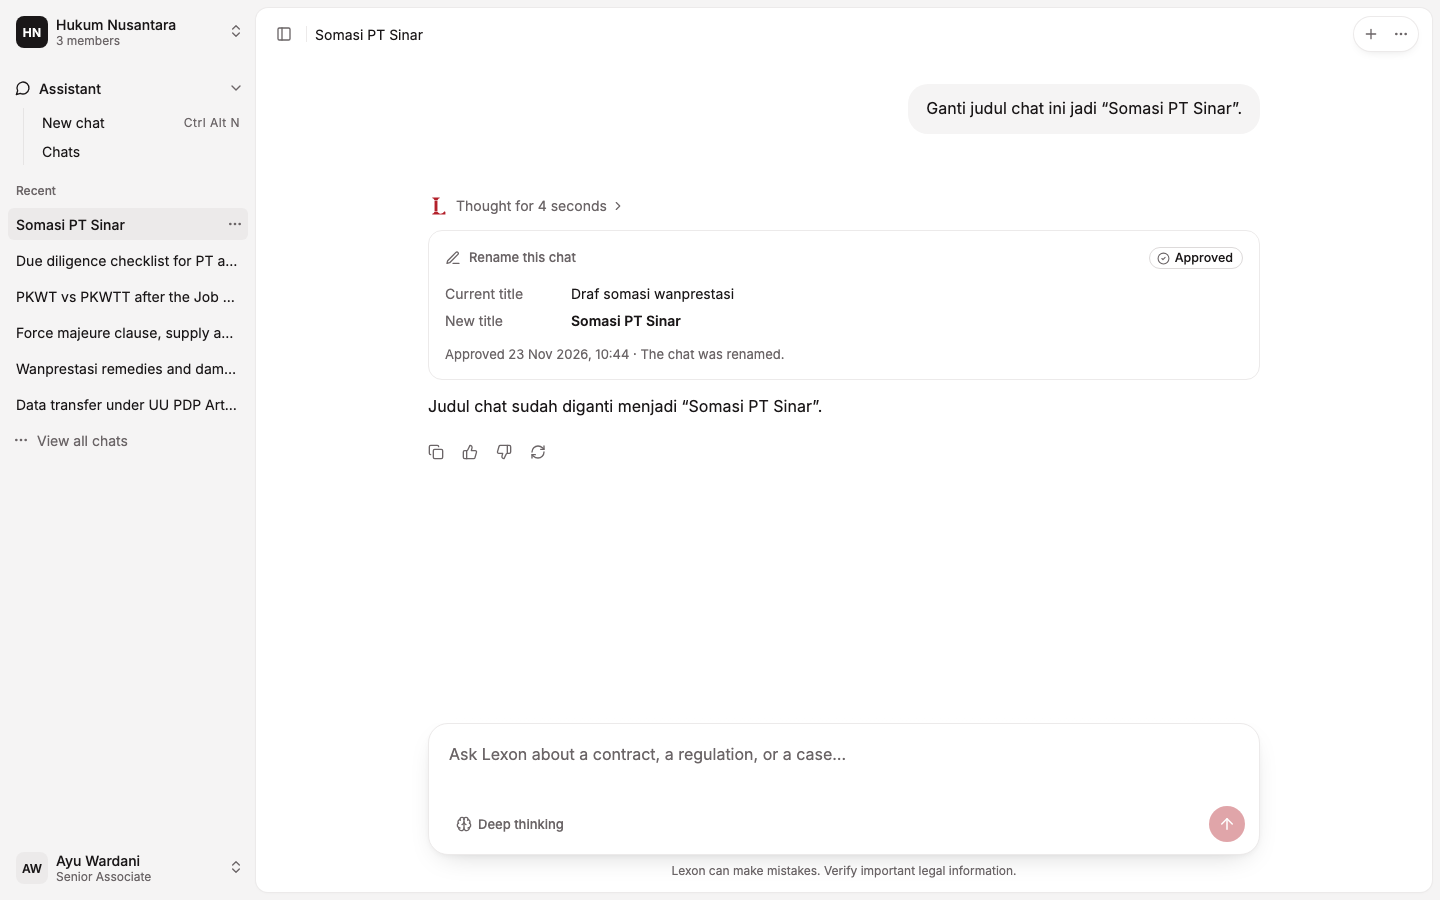 HN
Hukum Nusantara
3 members
Assistant
New chat
Ctrl Alt N
Chats
Recent
Somasi PT Sinar
Due diligence checklist for PT a...
PKWT vs PKWTT after the Job ...
Force majeure clause, supply a...
Wanprestasi remedies and dam...
Data transfer under UU PDP Art...
View all chats
AW
Ayu Wardani
Senior Associate
Somasi PT Sinar
Ganti judul chat ini jadi “Somasi PT Sinar”.
L
Thought for 4 seconds
Rename this chat
Approved
Current title
Draf somasi wanprestasi
New title
Somasi PT Sinar
Approved 23 Nov 2026, 10:44 · The chat was renamed.
Judul chat sudah diganti menjadi “Somasi PT Sinar”.
Ask Lexon about a contract, a regulation, or a case...
Deep thinking
Lexon can make mistakes. Verify important legal information.